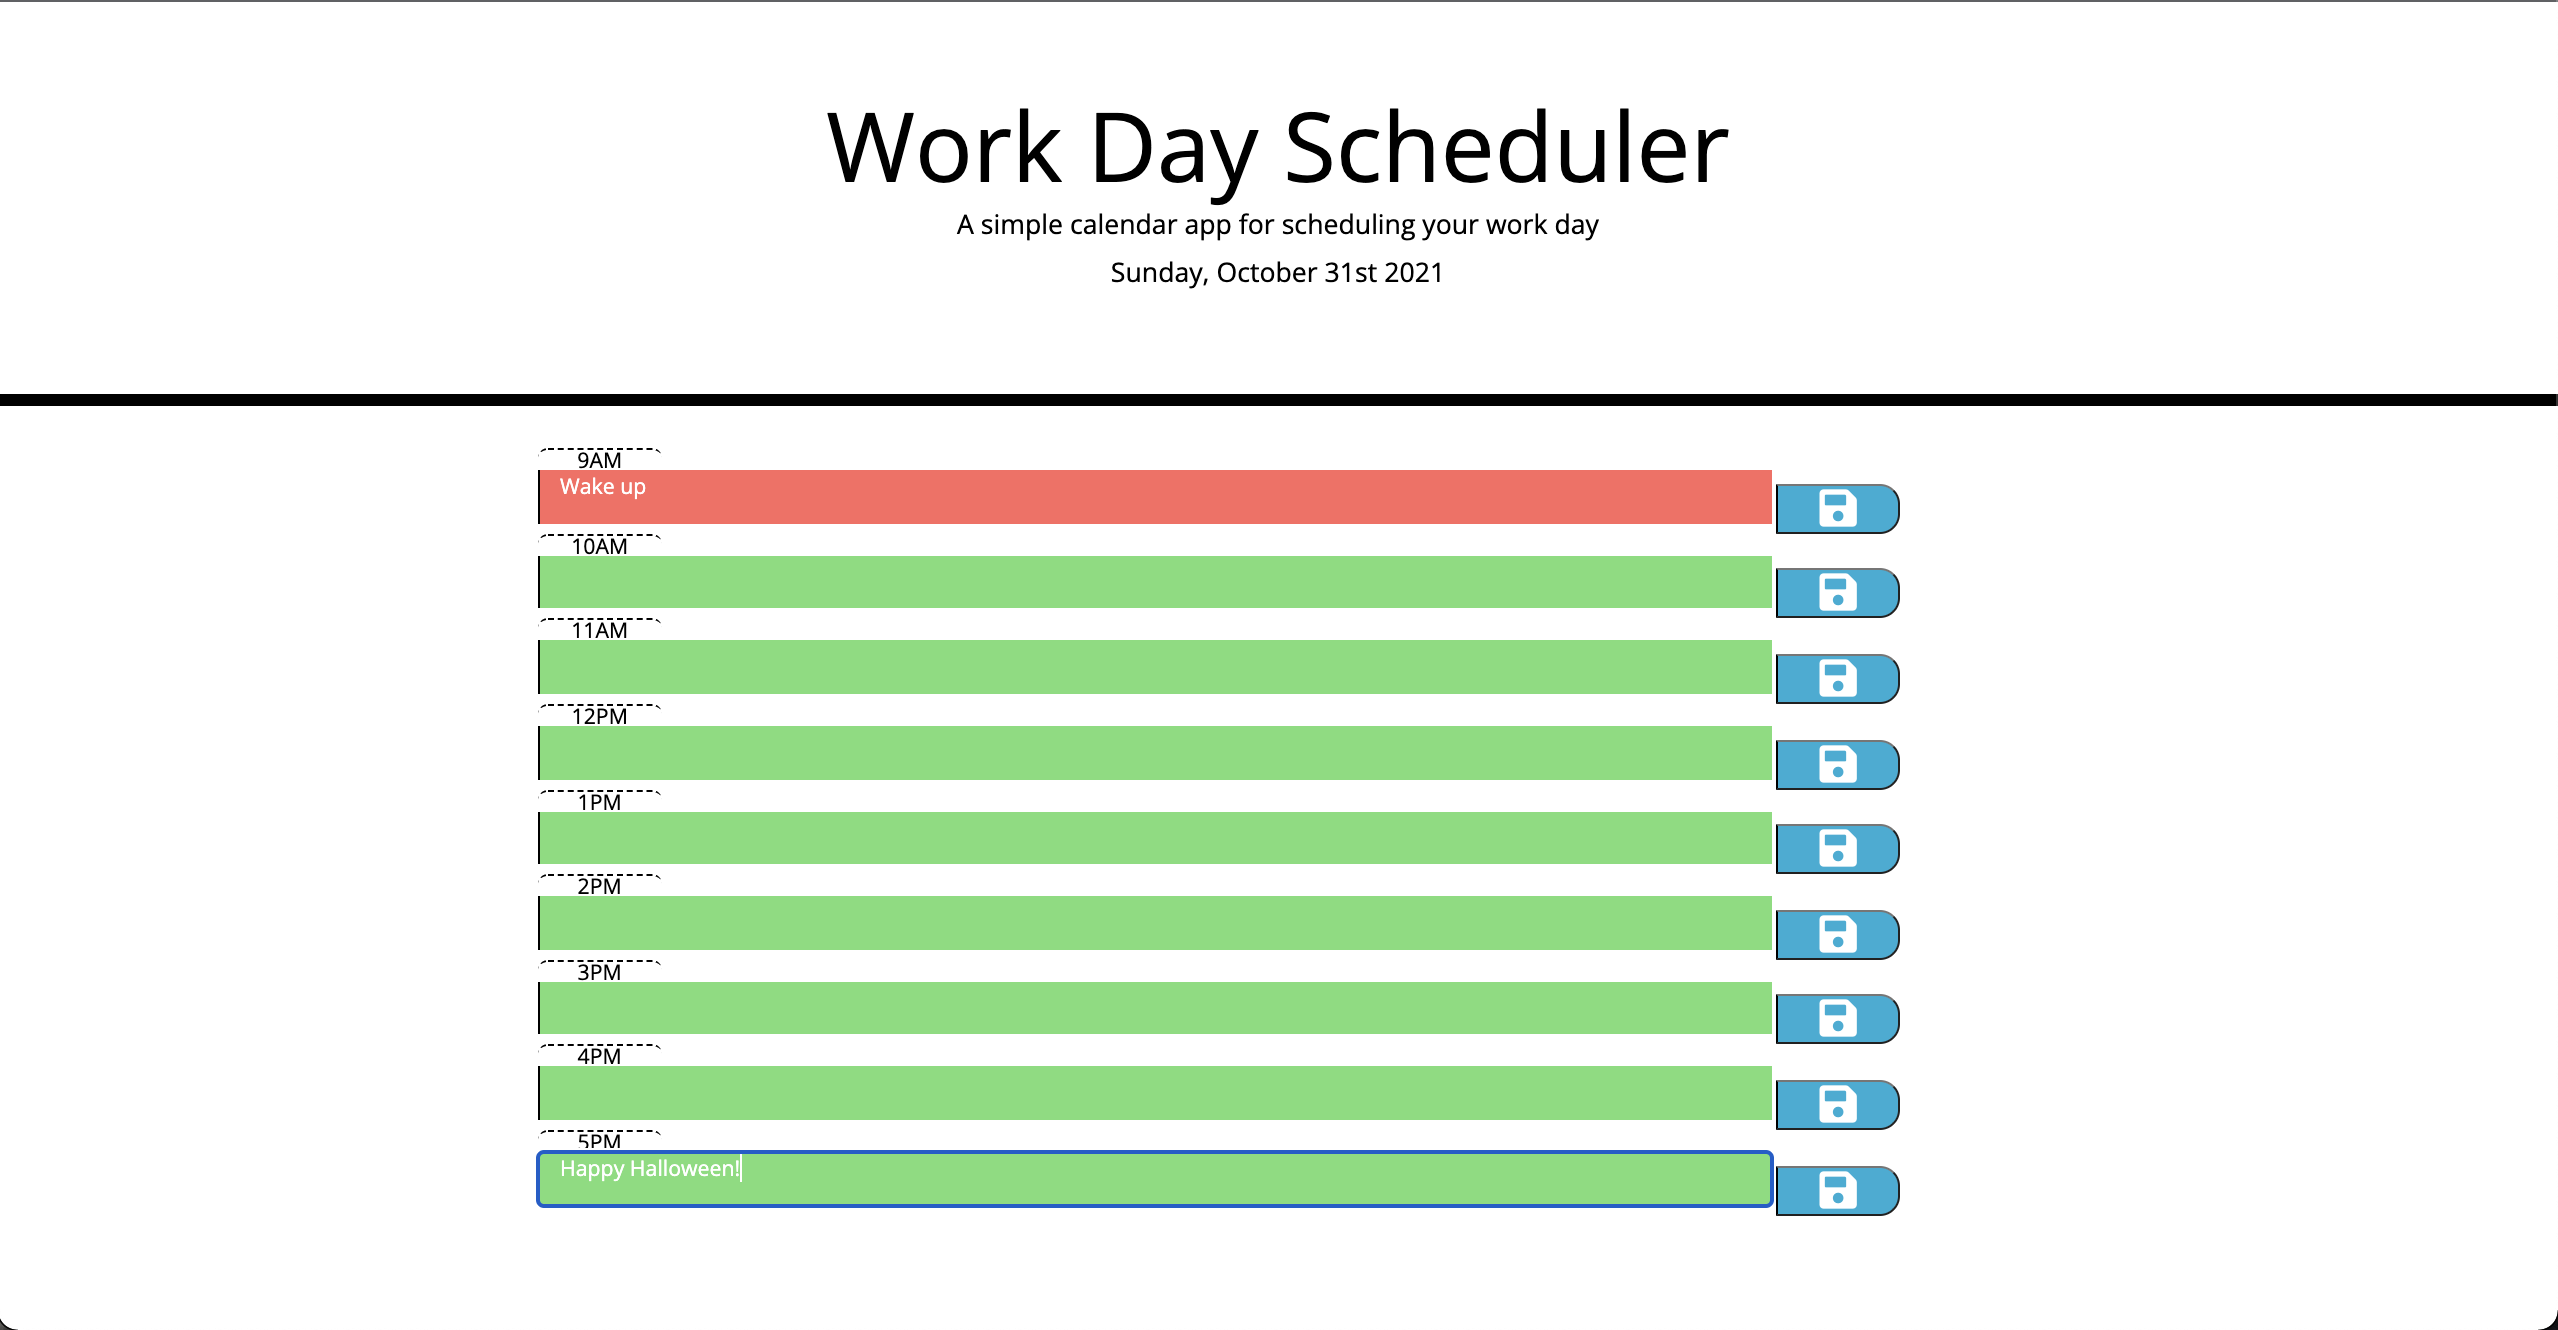 Work Day Scheduler
A simple calendar app for scheduling your work day
Sunday, October 31st 2021
9AM
Wake up
10AM
11AM
12PM
1PM
2PM
3PM
4PM
5PM
Happy Halloween!